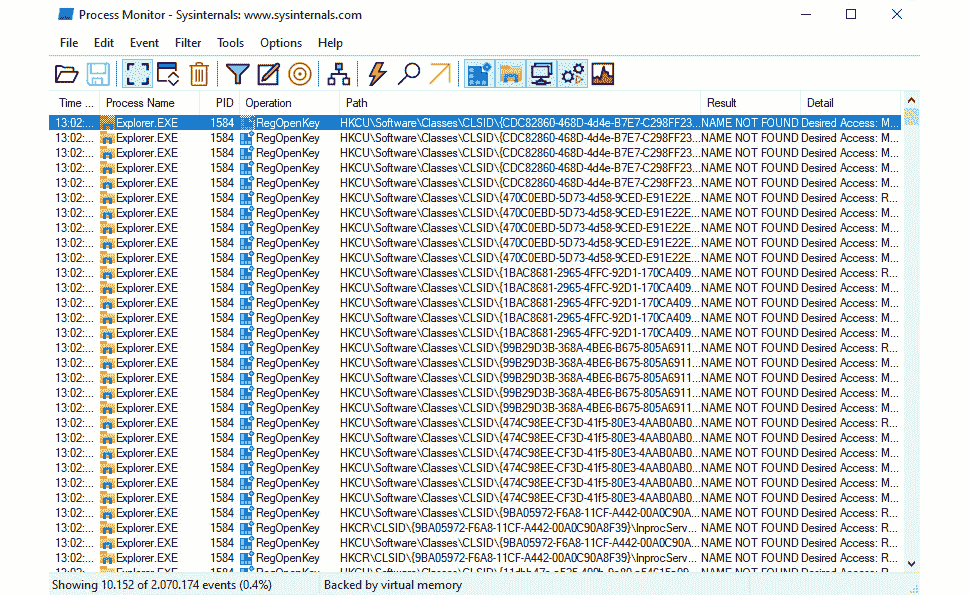 Process Monitor - Sysinternals: www.sysinternals.com
File Edit Event Filter Tools Options Help
Time ... Process Name PID Operation Path Result Detail
13:02:... Explorer.EXE 1584 RegOpenKey HKCU\Software\Classes\CLSID\{CDC82860-468D-4d4e-B7E7-C298FF23... NAME NOT FOUND Desired Access: M...
13:02:... Explorer.EXE 1584 RegOpenKey HKCU\Software\Classes\CLSID\{CDC82860-468D-4d4e-B7E7-C298FF23... NAME NOT FOUND Desired Access: M...
13:02:... Explorer.EXE 1584 RegOpenKey HKCU\Software\Classes\CLSID\{CDC82860-468D-4d4e-B7E7-C298FF23... NAME NOT FOUND Desired Access: M...
13:02:... Explorer.EXE 1584 RegOpenKey HKCU\Software\Classes\CLSID\{CDC82860-468D-4d4e-B7E7-C298FF23... NAME NOT FOUND Desired Access: M...
13:02:... Explorer.EXE 1584 RegOpenKey HKCU\Software\Classes\CLSID\{CDC82860-468D-4d4e-B7E7-C298FF23... NAME NOT FOUND Desired Access: M...
13:02:... Explorer.EXE 1584 RegOpenKey HKCU\Software\Classes\CLSID\{470C0EBD-5D73-4d58-9CED-E91E22E... NAME NOT FOUND Desired Access: R...
13:02:... Explorer.EXE 1584 RegOpenKey HKCU\Software\Classes\CLSID\{470C0EBD-5D73-4d58-9CED-E91E22E... NAME NOT FOUND Desired Access: M...
13:02:... Explorer.EXE 1584 RegOpenKey HKCU\Software\Classes\CLSID\{470C0EBD-5D73-4d58-9CED-E91E22E... NAME NOT FOUND Desired Access: M...
13:02:... Explorer.EXE 1584 RegOpenKey HKCU\Software\Classes\CLSID\{470C0EBD-5D73-4d58-9CED-E91E22E... NAME NOT FOUND Desired Access: M...
13:02:... Explorer.EXE 1584 RegOpenKey HKCU\Software\Classes\CLSID\{470C0EBD-5D73-4d58-9CED-E91E22E... NAME NOT FOUND Desired Access: M...
13:02:... Explorer.EXE 1584 RegOpenKey HKCU\Software\Classes\CLSID\{1BAC8681-2965-4FFC-92D1-170CA409... NAME NOT FOUND Desired Access: R...
13:02:... Explorer.EXE 1584 RegOpenKey HKCU\Software\Classes\CLSID\{1BAC8681-2965-4FFC-92D1-170CA409... NAME NOT FOUND Desired Access: M...
13:02:... Explorer.EXE 1584 RegOpenKey HKCU\Software\Classes\CLSID\{1BAC8681-2965-4FFC-92D1-170CA409... NAME NOT FOUND Desired Access: M...
13:02:... Explorer.EXE 1584 RegOpenKey HKCU\Software\Classes\CLSID\{1BAC8681-2965-4FFC-92D1-170CA409... NAME NOT FOUND Desired Access: M...
13:02:... Explorer.EXE 1584 RegOpenKey HKCU\Software\Classes\CLSID\{1BAC8681-2965-4FFC-92D1-170CA409... NAME NOT FOUND Desired Access: M...
13:02:... Explorer.EXE 1584 RegOpenKey HKCU\Software\Classes\CLSID\{99B29D3B-368A-4BE6-B675-805A6911... NAME NOT FOUND Desired Access: R...
13:02:... Explorer.EXE 1584 RegOpenKey HKCU\Software\Classes\CLSID\{99B29D3B-368A-4BE6-B675-805A6911... NAME NOT FOUND Desired Access: M...
13:02:... Explorer.EXE 1584 RegOpenKey HKCU\Software\Classes\CLSID\{99B29D3B-368A-4BE6-B675-805A6911... NAME NOT FOUND Desired Access: M...
13:02:... Explorer.EXE 1584 RegOpenKey HKCU\Software\Classes\CLSID\{99B29D3B-368A-4BE6-B675-805A6911... NAME NOT FOUND Desired Access: M...
13:02:... Explorer.EXE 1584 RegOpenKey HKCU\Software\Classes\CLSID\{99B29D3B-368A-4BE6-B675-805A6911... NAME NOT FOUND Desired Access: M...
13:02:... Explorer.EXE 1584 RegOpenKey HKCU\Software\Classes\CLSID\{474C98EE-CF3D-41f5-80E3-4AAB0AB0... NAME NOT FOUND Desired Access: R...
13:02:... Explorer.EXE 1584 RegOpenKey HKCU\Software\Classes\CLSID\{474C98EE-CF3D-41f5-80E3-4AAB0AB0... NAME NOT FOUND Desired Access: M...
13:02:... Explorer.EXE 1584 RegOpenKey HKCU\Software\Classes\CLSID\{474C98EE-CF3D-41f5-80E3-4AAB0AB0... NAME NOT FOUND Desired Access: M...
13:02:... Explorer.EXE 1584 RegOpenKey HKCU\Software\Classes\CLSID\{474C98EE-CF3D-41f5-80E3-4AAB0AB0... NAME NOT FOUND Desired Access: M...
13:02:... Explorer.EXE 1584 RegOpenKey HKCU\Software\Classes\CLSID\{474C98EE-CF3D-41f5-80E3-4AAB0AB0... NAME NOT FOUND Desired Access: M...
13:02:... Explorer.EXE 1584 RegOpenKey HKCU\Software\Classes\CLSID\{474C98EE-CF3D-41f5-80E3-4AAB0AB0... NAME NOT FOUND Desired Access: M...
13:02:... Explorer.EXE 1584 RegOpenKey HKCU\Software\Classes\CLSID\{9BA05972-F6A8-11CF-A442-00A0C90A... NAME NOT FOUND Desired Access: R...
13:02:... Explorer.EXE 1584 RegOpenKey HKCR\CLSID\{9BA05972-F6A8-11CF-A442-00A0C90A8F39}\InprocServ... NAME NOT FOUND Desired Access: R...
13:02:... Explorer.EXE 1584 RegOpenKey HKCU\Software\Classes\CLSID\{9BA05972-F6A8-11CF-A442-00A0C90A... NAME NOT FOUND Desired Access: R...
13:02:... Explorer.EXE 1584 RegOpenKey HKCR\CLSID\{9BA05972-F6A8-11CF-A442-00A0C90A8F39}\InprocServ... NAME NOT FOUND Desired Access: R...
Showing 10.152 of 2.070.174 events (0.4%) Backed by virtual memory